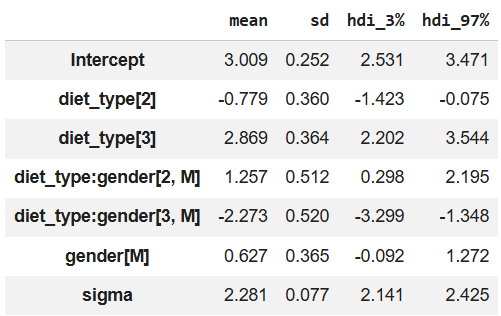 mean sd hdi_3% hdi_97%
Intercept 3.009 0.252 2.531 3.471
diet_type[2] -0.779 0.360 -1.423 -0.075
diet_type[3] 2.869 0.364 2.202 3.544
diet_type:gender[2, M] 1.257 0.512 0.298 2.195
diet_type:gender[3, M] -2.273 0.520 -3.299 -1.348
gender[M] 0.627 0.365 -0.092 1.272
sigma 2.281 0.077 2.141 2.425